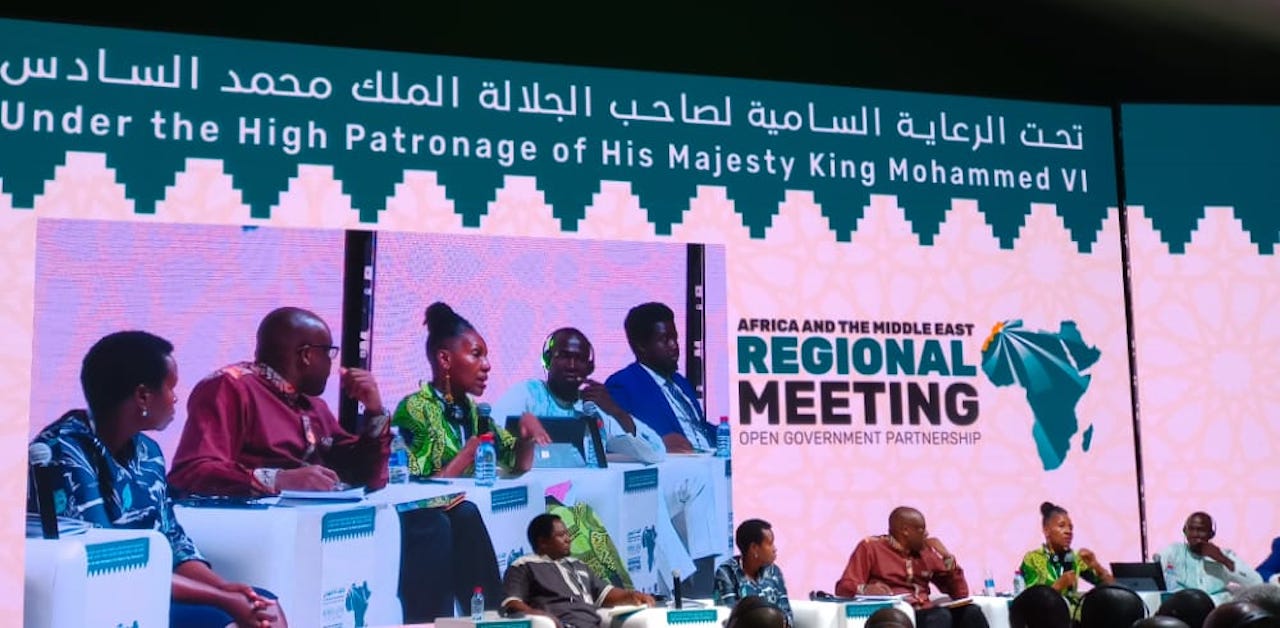 تحت الرعاية السامية لصاحب الجلالة الملك محمد السادس
Under the High Patronage of His Majesty King Mohammed VI
AFRICA AND THE MIDDLE EAST
REGIONAL
MEETING
OPEN GOVERNMENT PARTNERSHIP